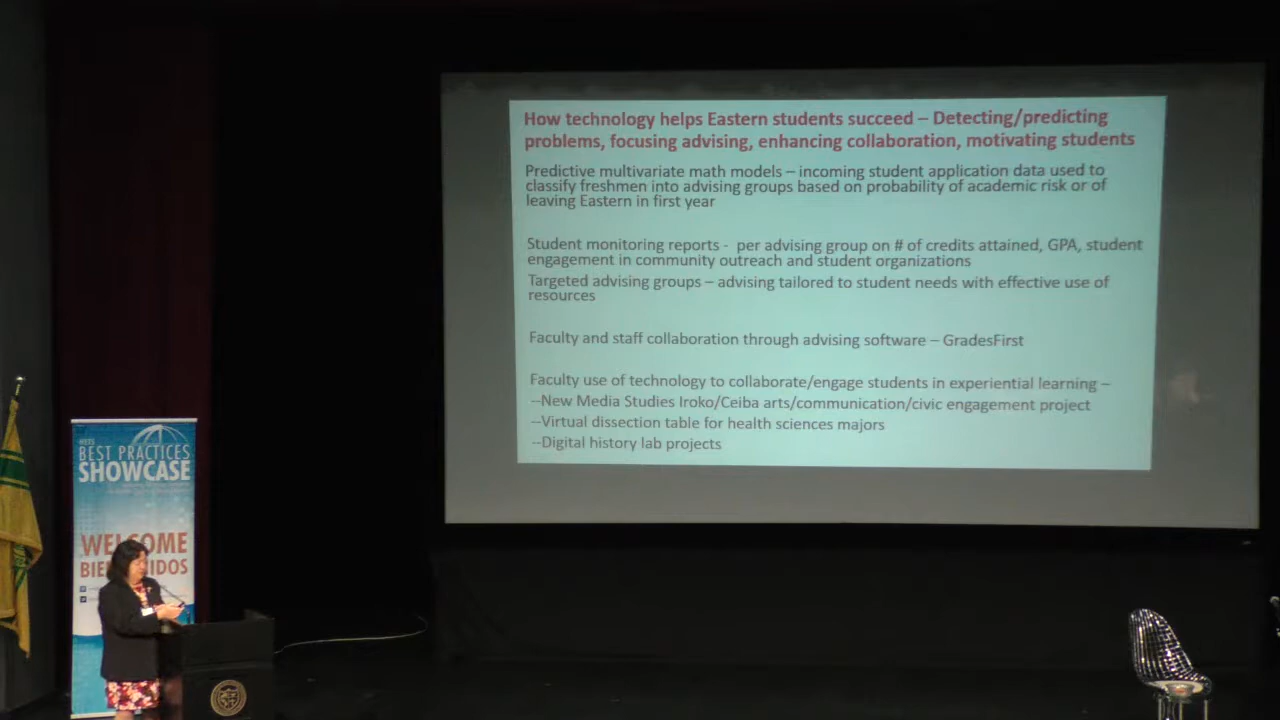 How technology helps Eastern students succeed – Detecting/predicting
problems, focusing advising, enhancing collaboration, motivating students
Predictive multivariate math models – incoming student application data used to
classify freshmen into advising groups based on probability of academic risk or of
leaving Eastern in first year
Student monitoring reports - per advising group on # of credits attained, GPA, student
engagement in community outreach and student organizations
Targeted advising groups – advising tailored to student needs with effective use of
resources
Faculty and staff collaboration through advising software – GradesFirst
Faculty use of technology to collaborate/engage students in experiential learning –
--New Media Studies Iroko/Ceiba arts/communication/civic engagement project
--Virtual dissection table for health sciences majors
--Digital history lab projects
BEST PRACTICES
SHOWCASE